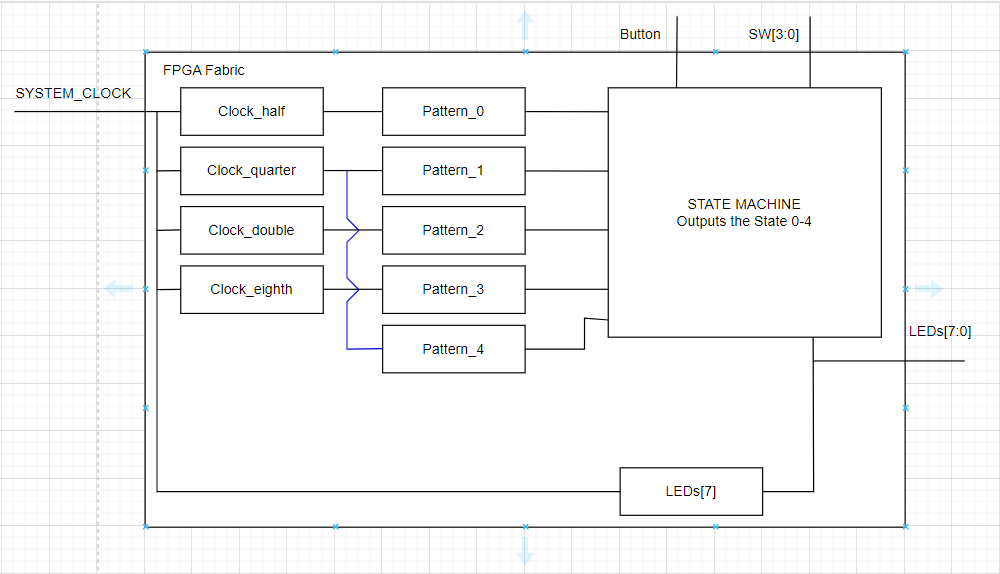 Button
SW[3:0]
FPGA Fabric
SYSTEM_CLOCK
Clock_half
Pattern_0
Clock_quarter
Pattern_1
STATE MACHINE
Outputs the State 0-4
Clock_double
Pattern_2
Clock_eighth
Pattern_3
LEDs[7:0]
Pattern_4
LEDs[7]